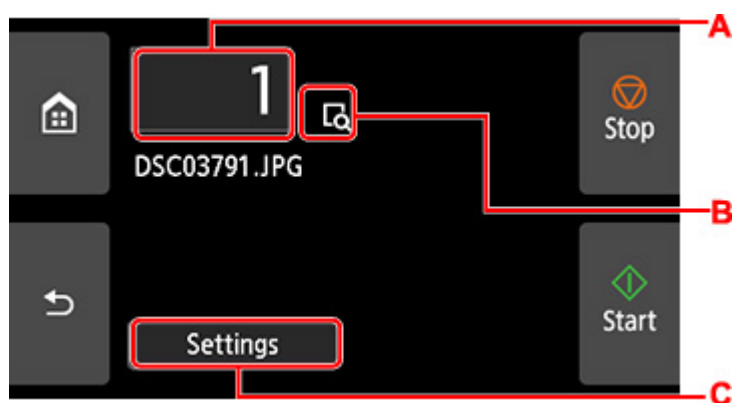 A
1
Stop
DSC03791.JPG
B
Start
Settings
C